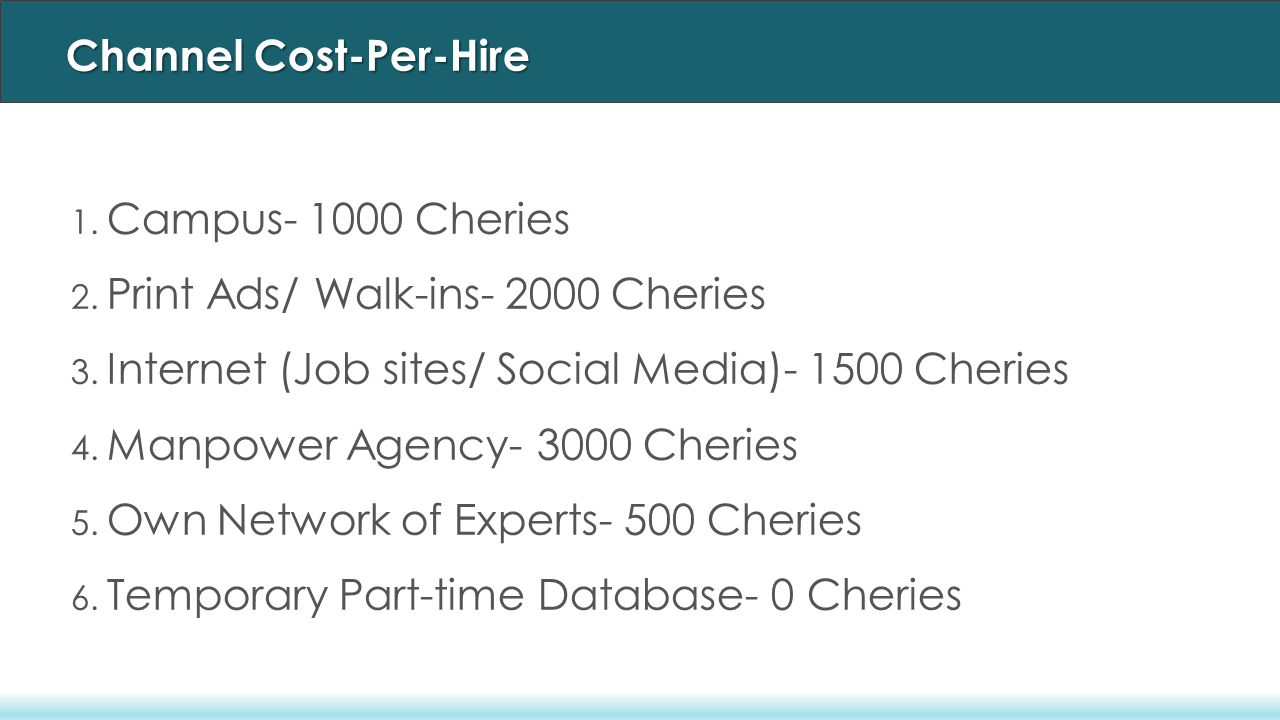 Channel Cost-Per-Hire
1. Campus- 1000 Cheries
2. Print Ads/ Walk-ins- 2000 Cheries
3. Internet (Job sites/ Social Media)- 1500 Cheries
4. Manpower Agency- 3000 Cheries
5. Own Network of Experts- 500 Cheries
6. Temporary Part-time Database- 0 Cheries